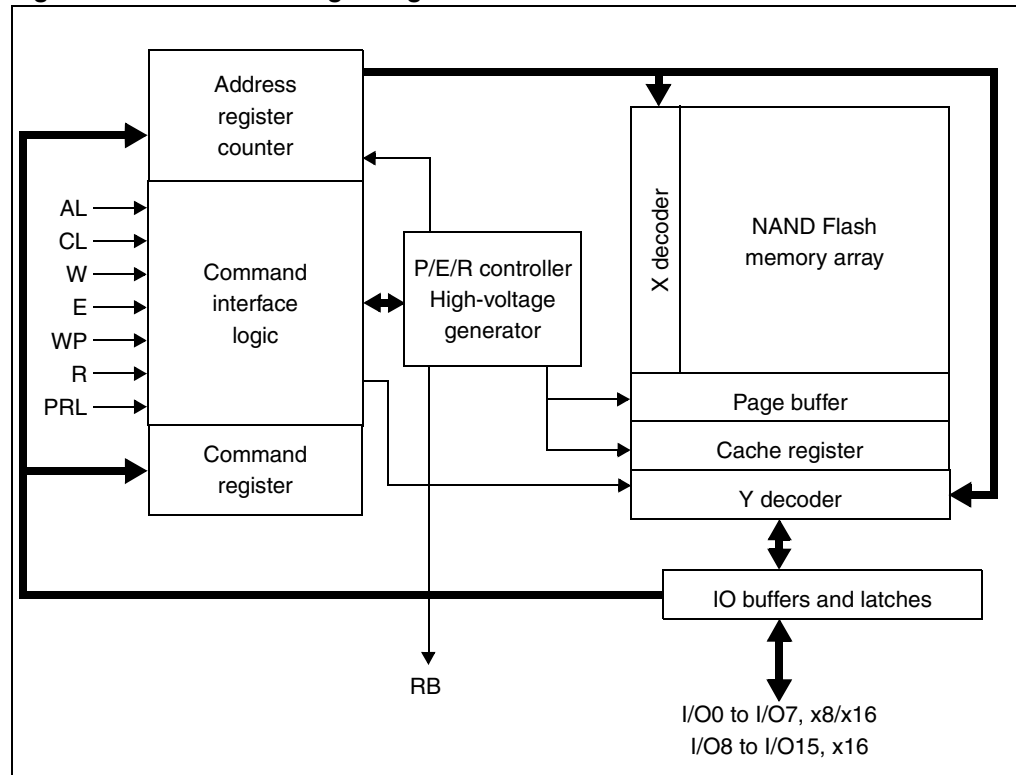 Address
register
counter
AL
CL
W
E
WP
R
PRL
Command
interface
logic
Command
register
P/E/R controller
High-voltage
generator
RB
X decoder
NAND Flash
memory array
Page buffer
Cache register
Y decoder
IO buffers and latches
I/O0 to I/O7, x8/x16
I/O8 to I/O15, x16